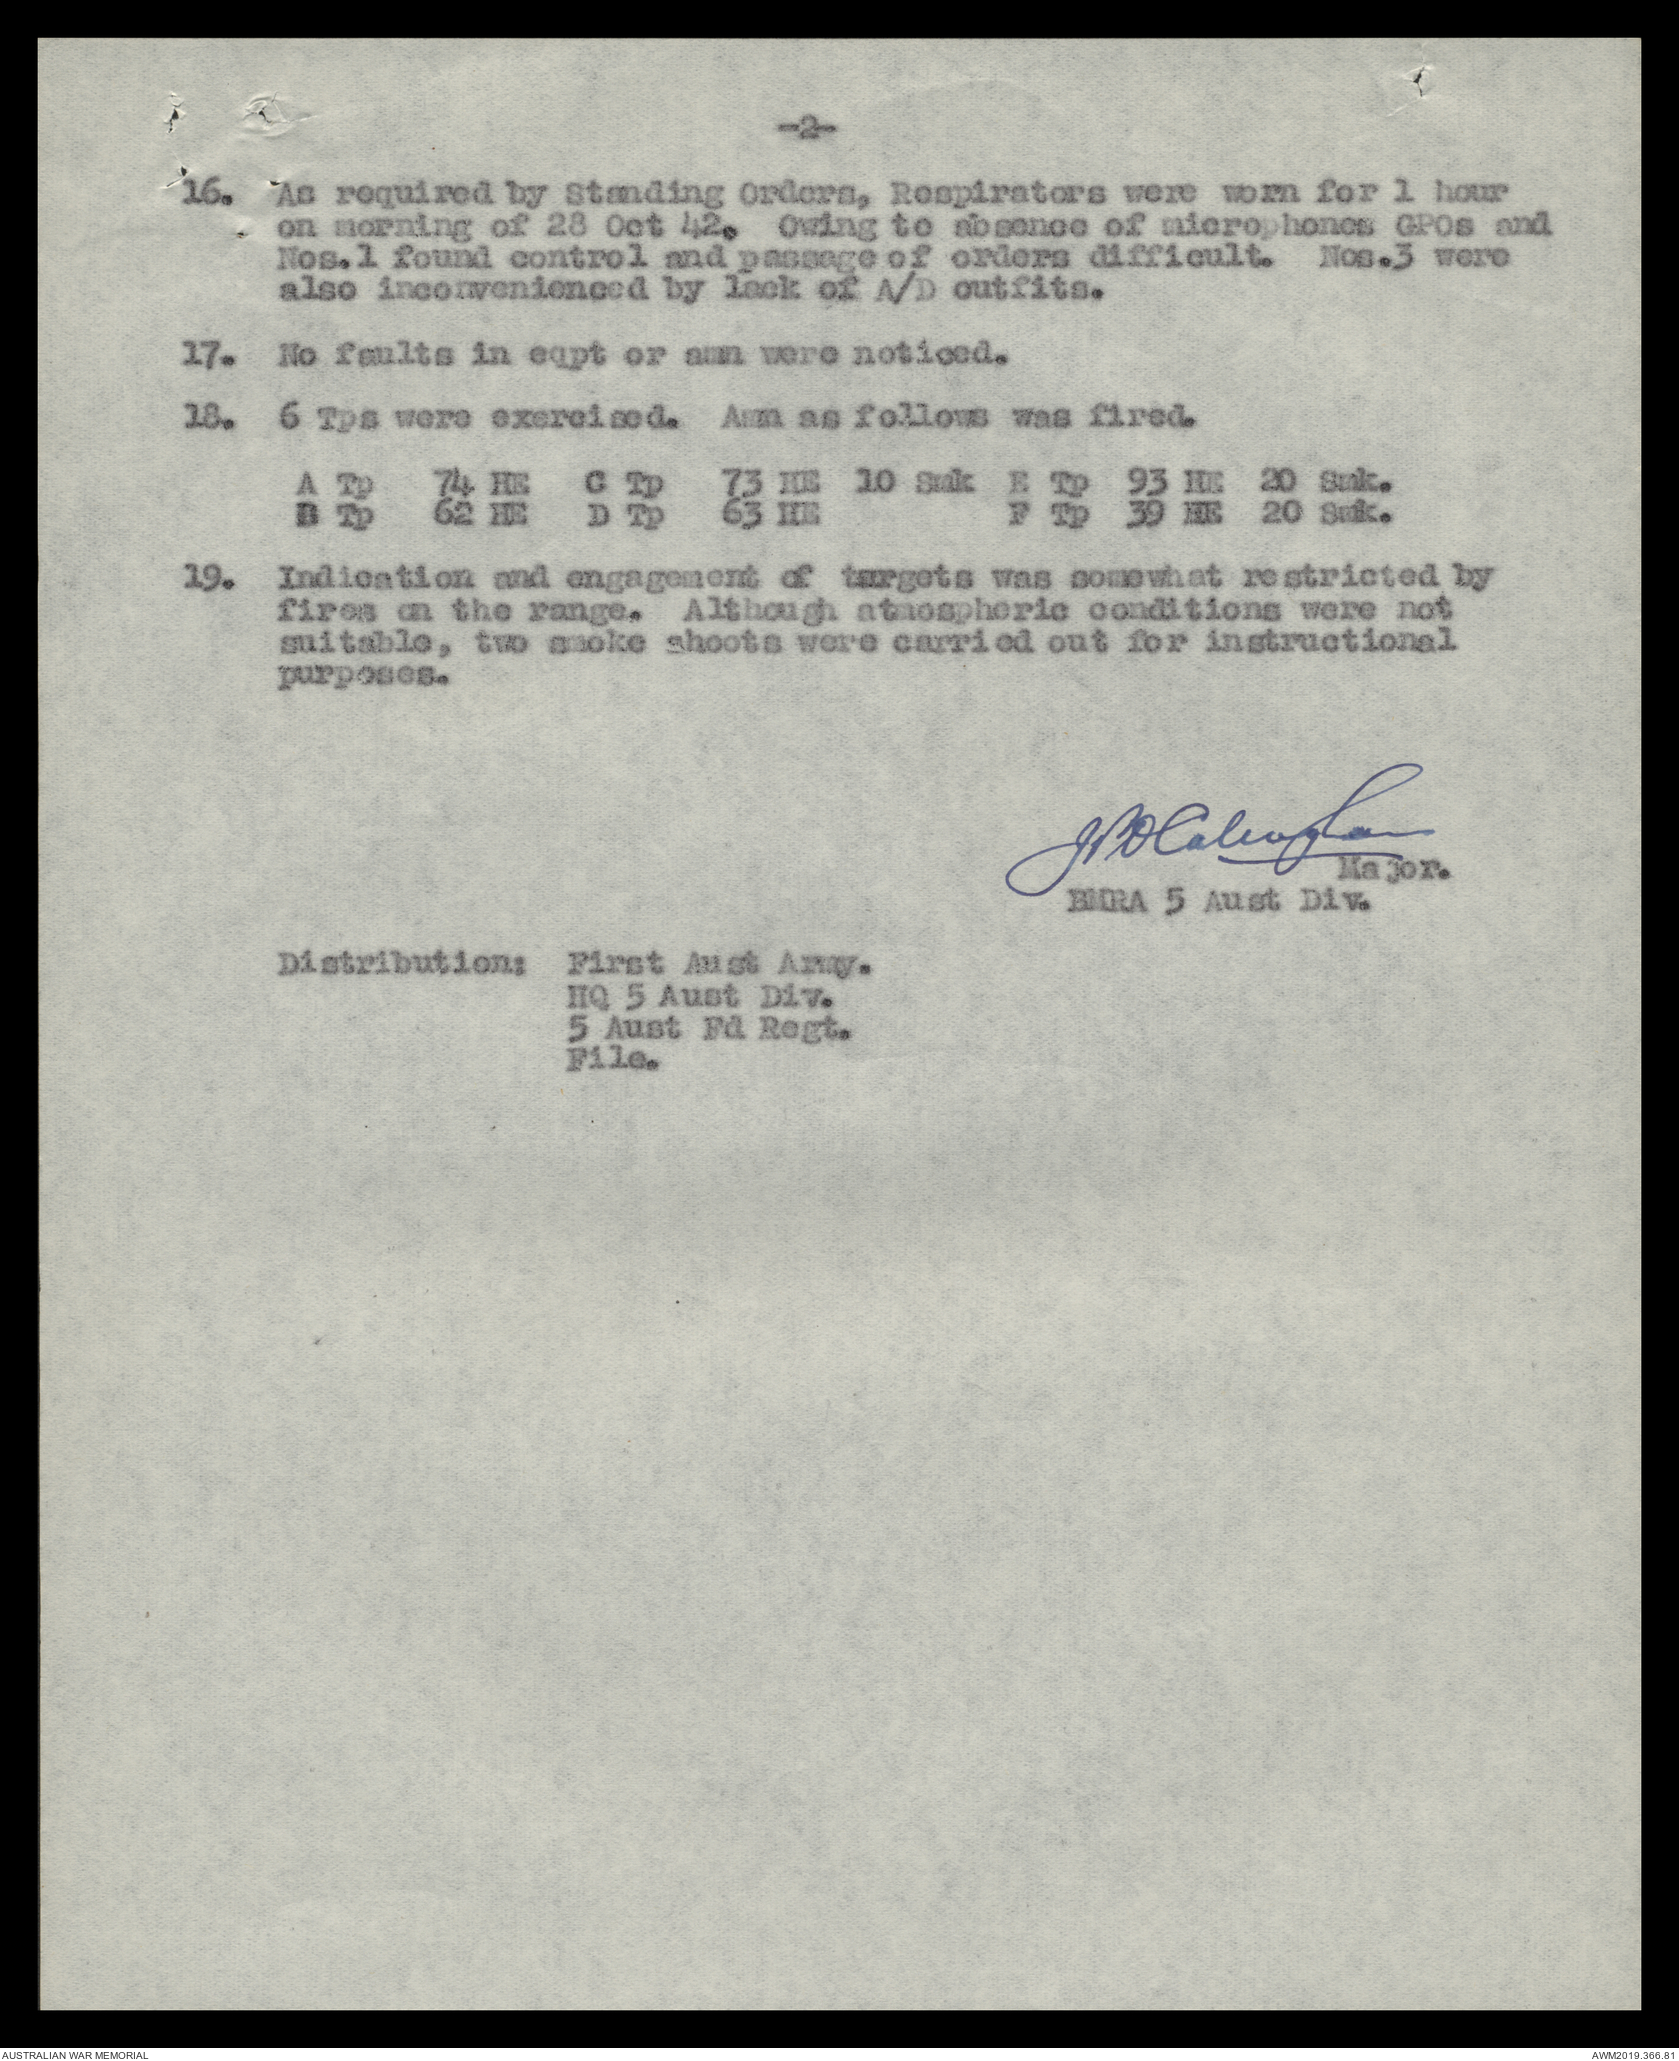 -2-
16. As required by Standing Orders, Respirators were worn for 1 hour
on morning of 28 Oct 42. Owing to absence of microphones GPOs and
Nos.1 found control and passage of orders difficult. Nos.3 were
also inconvenienced by lack of A/D outfits.
17. No faults in eqpt or amn were noticed.
18. 6 Tps were exercised. Amn as follows was fired.
A Tp 74 HE C Tp 73 HE 10 Smk E Tp 93 HE 20 Smk.
B Tp 62 HE D Tp 63 HE F Tp 39 HE 20 Smk.
19. Indication and engagement of targets was somewhat restricted by
fires on the range. Although atmospheric conditions were not
suitable, two smoke shoots were carried out for instructional
purposes.
Major.
BMRA 5 Aust Div.
Distribution: First Aust Army.
HQ 5 Aust Div.
5 Aust Fd Regt.
File.
AUSTRALIAN WAR MEMORIAL
AWM2019.366.81